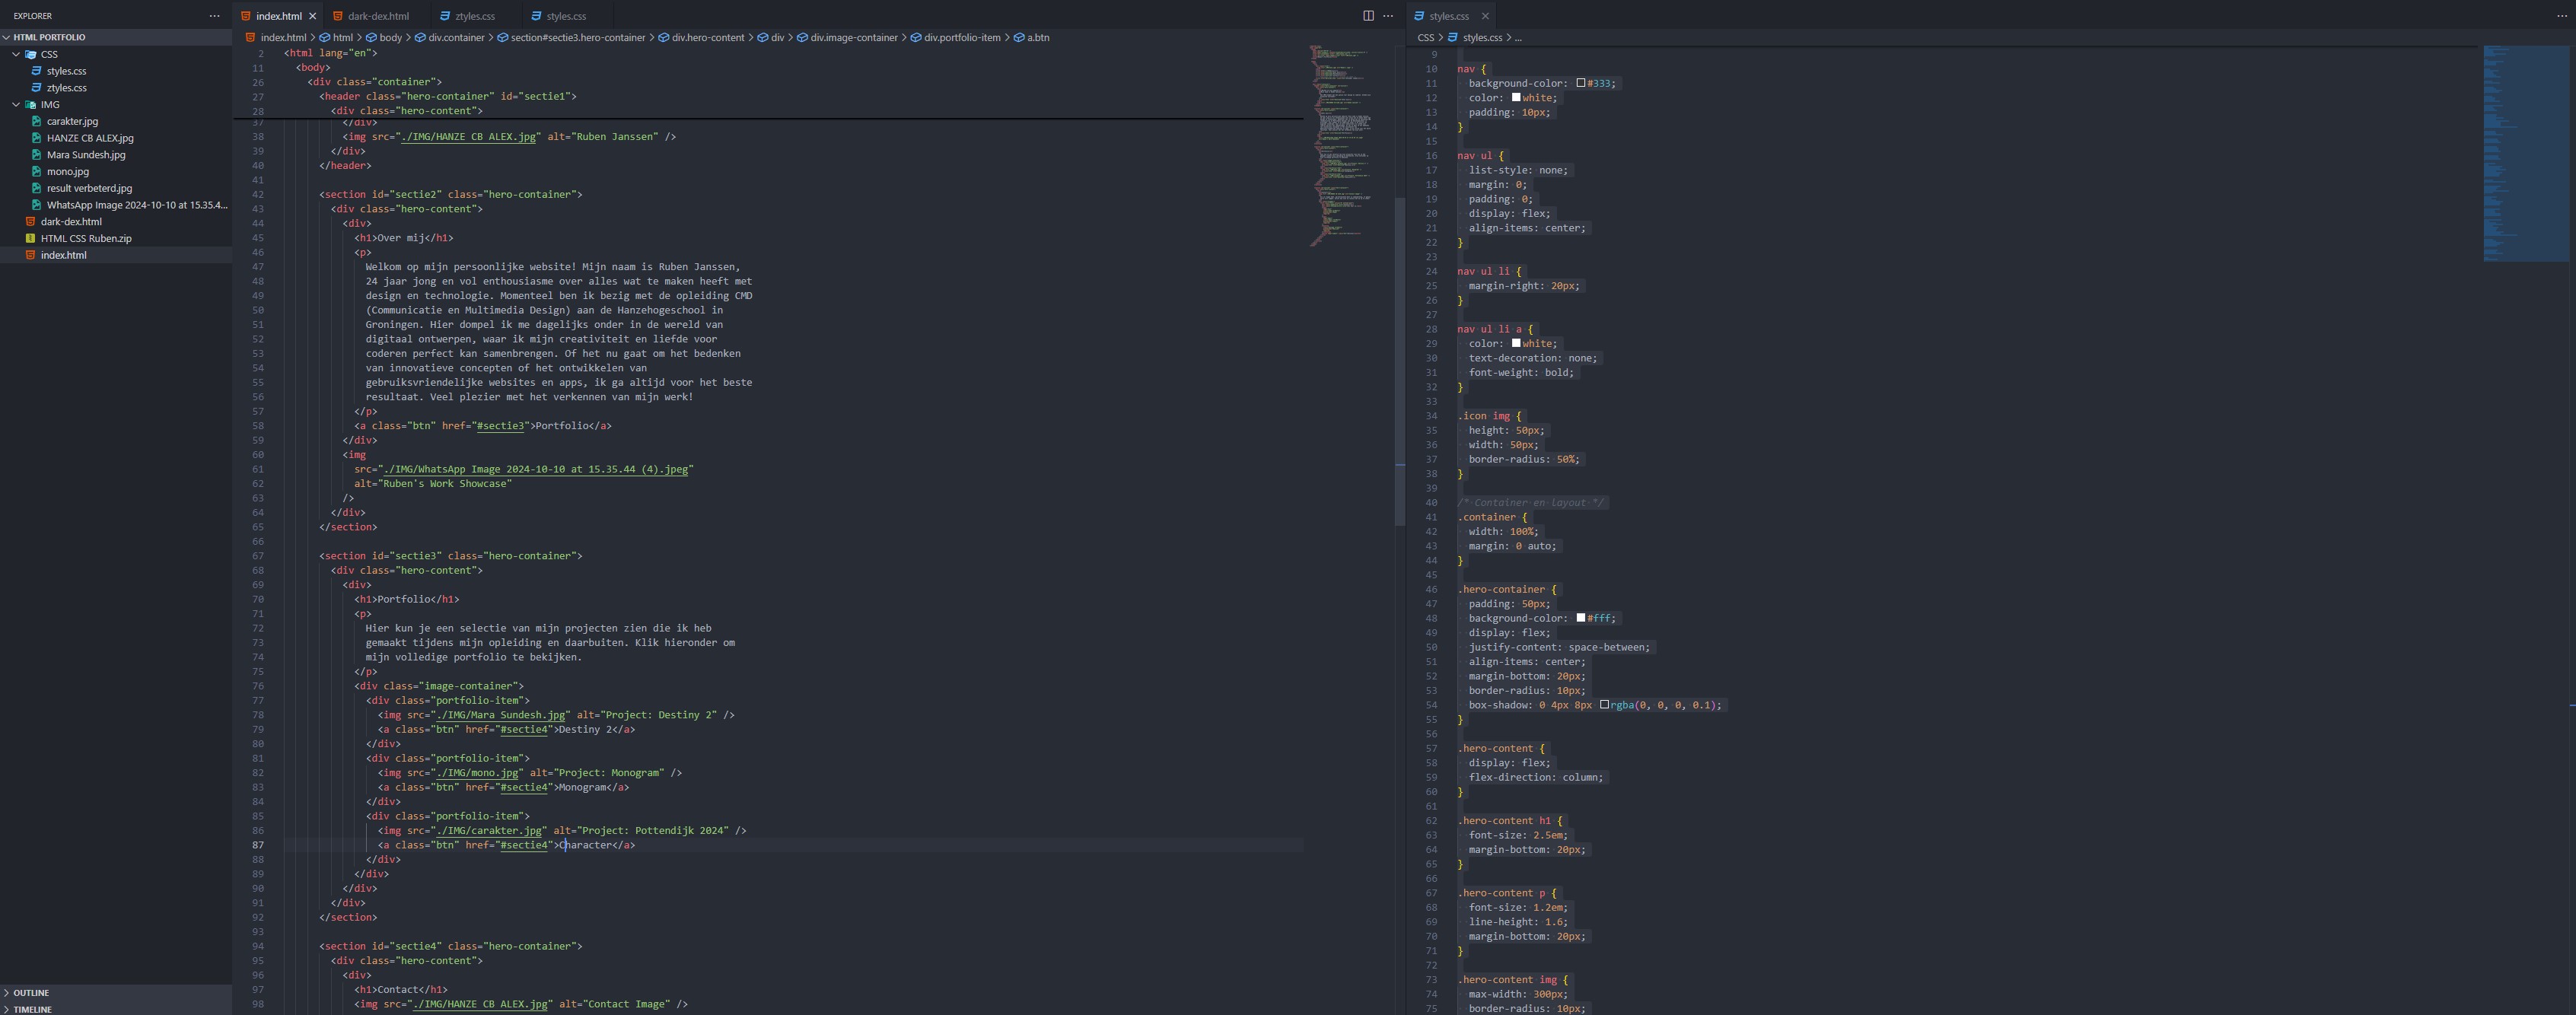 EXPLORER
HTML PORTFOLIO
CSS
styles.css
ztyles.css
IMG
carakter.jpg
HANZE CB ALEX.jpg
Mara Sundesh.jpg
mono.jpg
result verbeterd.jpg
WhatsApp Image 2024-10-10 at 15.35.4...
dark-dex.html
HTML CSS Ruben.zip
index.html
OUTLINE
TIMELINE
index.html dark-dex.html ztyles.css styles.css
index.html > html > body > div.container > section#sectie3.hero-container > div.hero-content > div > div.image-container > div.portfolio-item > a.btn
2 <html lang="en">
11 <body>
26 <div class="container">
27 <header class="hero-container" id="sectie1">
28 <div class="hero-content">
37 </div>
38 <img src="./IMG/HANZE CB ALEX.jpg" alt="Ruben Janssen" />
39 </div>
40 </header>
41
42 <section id="sectie2" class="hero-container">
43 <div class="hero-content">
44 <div>
45 <h1>Over mij</h1>
46 <p>
47 Welkom op mijn persoonlijke website! Mijn naam is Ruben Janssen,
48 24 jaar jong en vol enthousiasme over alles wat te maken heeft met
49 design en technologie. Momenteel ben ik bezig met de opleiding CMD
50 (Communicatie en Multimedia Design) aan de Hanzehogeschool in
51 Groningen. Hier dompel ik me dagelijks onder in de wereld van
52 digitaal ontwerpen, waar ik mijn creativiteit en liefde voor
53 coderen perfect kan samenbrengen. Of het nu gaat om het bedenken
54 van innovatieve concepten of het ontwikkelen van
55 gebruiksvriendelijke websites en apps, ik ga altijd voor het beste
56 resultaat. Veel plezier met het verkennen van mijn werk!
57 </p>
58 <a class="btn" href="#sectie3">Portfolio</a>
59 </div>
60 <img
61 src="./IMG/WhatsApp Image 2024-10-10 at 15.35.44 (4).jpeg"
62 alt="Ruben's Work Showcase"
63 />
64 </div>
65 </section>
66
67 <section id="sectie3" class="hero-container">
68 <div class="hero-content">
69 <div>
70 <h1>Portfolio</h1>
71 <p>
72 Hier kun je een selectie van mijn projecten zien die ik heb
73 gemaakt tijdens mijn opleiding en daarbuiten. Klik hieronder om
74 mijn volledige portfolio te bekijken.
75 </p>
76 <div class="image-container">
77 <div class="portfolio-item">
78 <img src="./IMG/Mara Sundesh.jpg" alt="Project: Destiny 2" />
79 <a class="btn" href="#sectie4">Destiny 2</a>
80 </div>
81 <div class="portfolio-item">
82 <img src="./IMG/mono.jpg" alt="Project: Monogram" />
83 <a class="btn" href="#sectie4">Monogram</a>
84 </div>
85 <div class="portfolio-item">
86 <img src="./IMG/carakter.jpg" alt="Project: Pottendijk 2024" />
87 <a class="btn" href="#sectie4">Character</a>
88 </div>
89 </div>
90 </div>
91 </div>
92 </section>
93
94 <section id="sectie4" class="hero-container">
95 <div class="hero-content">
96 <div>
97 <h1>Contact</h1>
98 <img src="./IMG/HANZE CB ALEX.jpg" alt="Contact Image" />
styles.css
CSS > styles.css > ...
9
10 nav {
11 background-color: #333;
12 color: white;
13 padding: 10px;
14 }
15
16 nav ul {
17 list-style: none;
18 margin: 0;
19 padding: 0;
20 display: flex;
21 align-items: center;
22 }
23
24 nav ul li {
25 margin-right: 20px;
26 }
27
28 nav ul li a {
29 color: white;
30 text-decoration: none;
31 font-weight: bold;
32 }
33
34 .icon img {
35 height: 50px;
36 width: 50px;
37 border-radius: 50%;
38 }
39
40 /* Container en layout */
41 .container {
42 width: 100%;
43 margin: 0 auto;
44 }
45
46 .hero-container {
47 padding: 50px;
48 background-color: #fff;
49 display: flex;
50 justify-content: space-between;
51 align-items: center;
52 margin-bottom: 20px;
53 border-radius: 10px;
54 box-shadow: 0 4px 8px rgba(0, 0, 0, 0.1);
55 }
56
57 .hero-content {
58 display: flex;
59 flex-direction: column;
60 }
61
62 .hero-content h1 {
63 font-size: 2.5em;
64 margin-bottom: 20px;
65 }
66
67 .hero-content p {
68 font-size: 1.2em;
69 line-height: 1.6;
70 margin-bottom: 20px;
71 }
72
73 .hero-content img {
74 max-width: 300px;
75 border-radius: 10px;